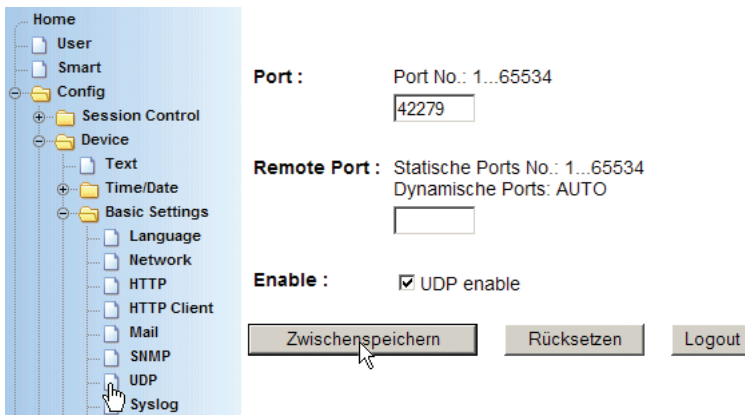 Home
User
Smart
Config
Session Control
Device
Text
Time/Date
Basic Settings
Language
Network
HTTP
HTTP Client
Mail
SNMP
UDP
Syslog
Port :
Port No.: 1...65534
42279
Remote Port :
Statische Ports No.: 1...65534
Dynamische Ports: AUTO
Enable :
UDP enable
Zwischenspeichern
Rücksetzen
Logout